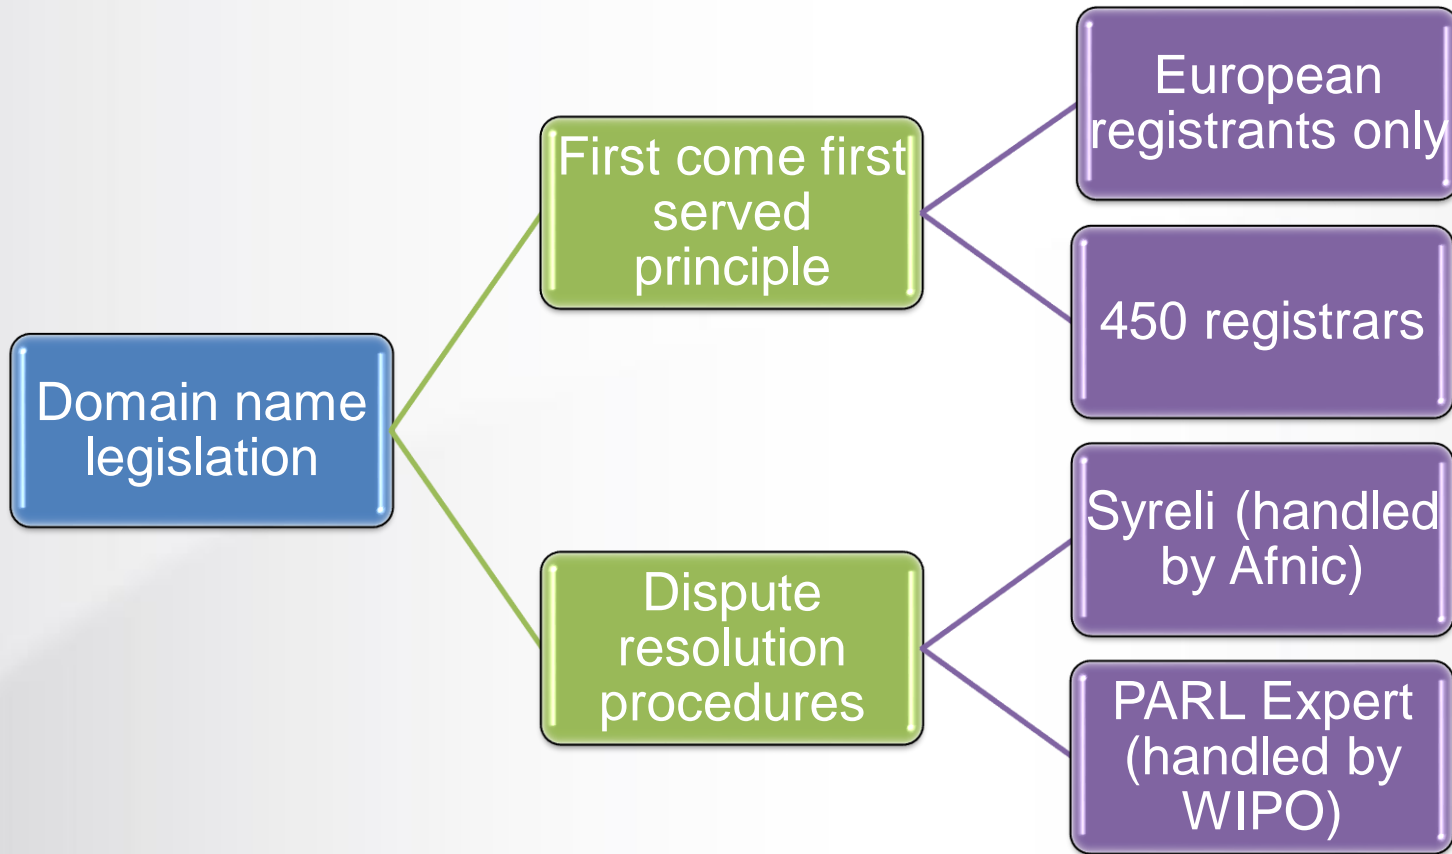 Domain name
legislation
First come first
served
principle
Dispute
resolution
procedures
European
registrants only
450 registrars
Syreli (handled
by Afnic)
PARL Expert
(handled by
WIPO)